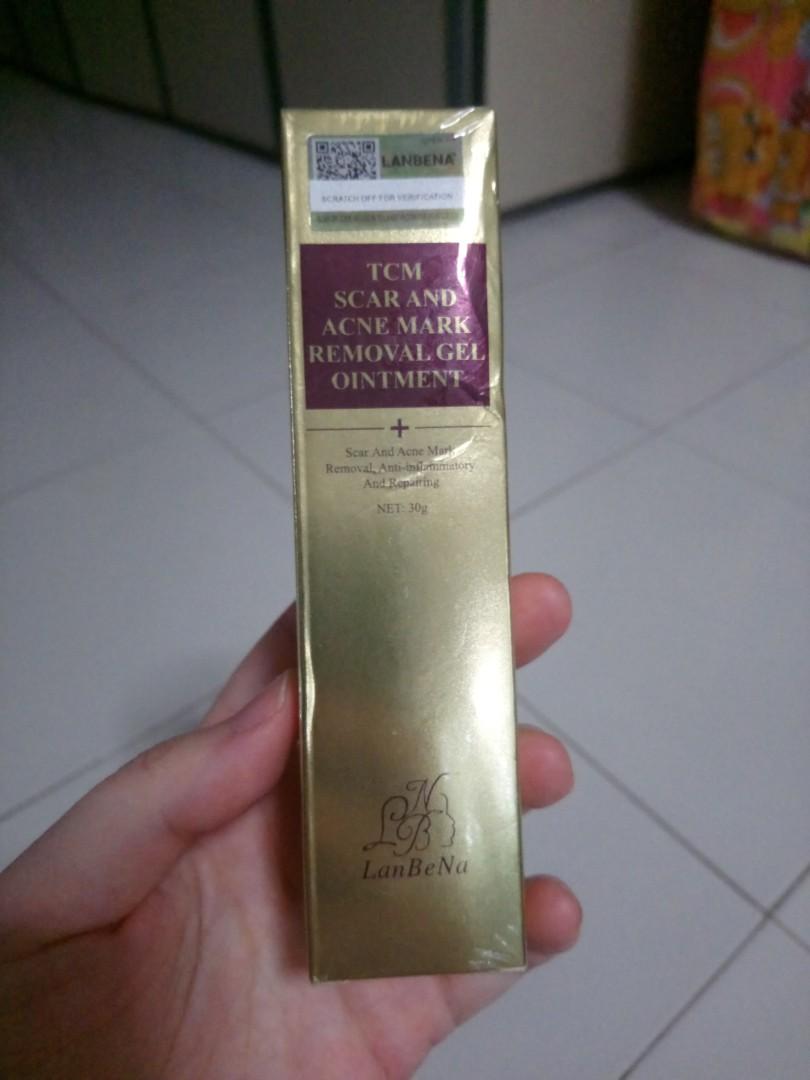 LANBENA
SCRATCH OFF FOR VERIFICATION
TCM
SCAR AND
ACNE MARK
REMOVAL GEL
OINTMENT
Scar And Acne Mark
Removal, Anti-inflammatory
And Repairing
NET: 30g
LNB
LanBeNa